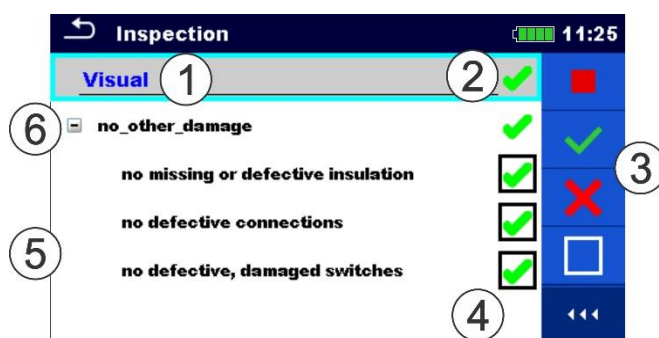 Inspection 11:25
Visual 1 2
6 no_other_damage
3
no missing or defective insulation
no defective connections
5
no defective, damaged switches
4